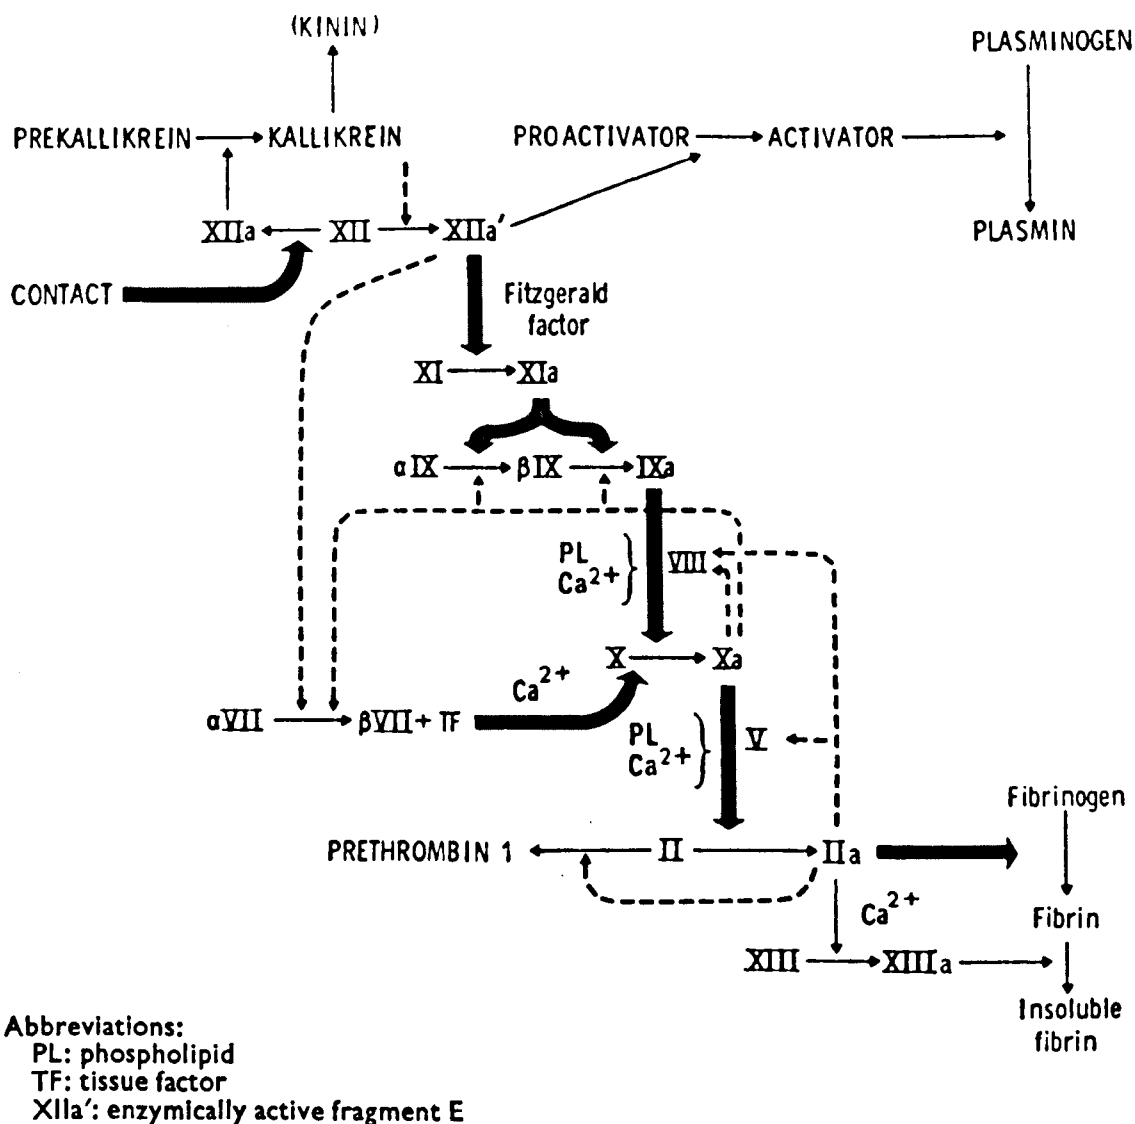 (KININ)
PLASMINOGEN
PREKALLIKREIN KALLIKREIN PROACTIVATOR ACTIVATOR
XIIa XII XIIa′ PLASMIN
CONTACT
Fitzgerald
factor
XI XIa
αIX βIX IXa
PL
Ca2+
VIII
X Xa
Ca2+
αVII βVII + TF
PL
Ca2+
V
Fibrinogen
PRETHROMBIN 1 II IIa
Ca2+
Fibrin
XIII XIIIa
Insoluble
fibrin
Abbreviations:
PL: phospholipid
TF: tissue factor
XIIa′: enzymically active fragment E